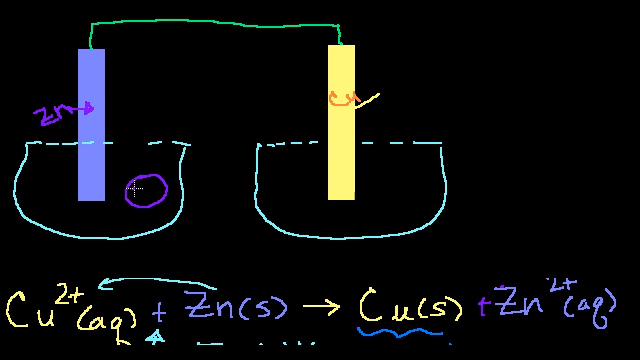 Zn
Cu
Cu²⁺(aq) + Zn(s) → Cu(s) + Zn²⁺(aq)